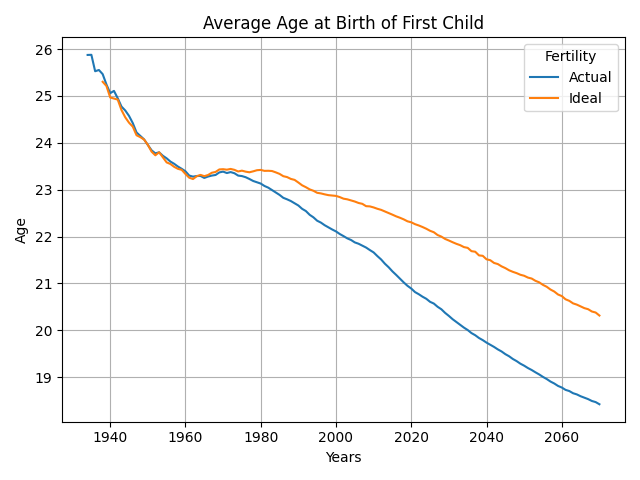 Average Age at Birth of First Child
Fertility
Actual
Ideal
Age
26
25
24
23
22
21
20
19
1940 1960 1980 2000 2020 2040 2060
Years